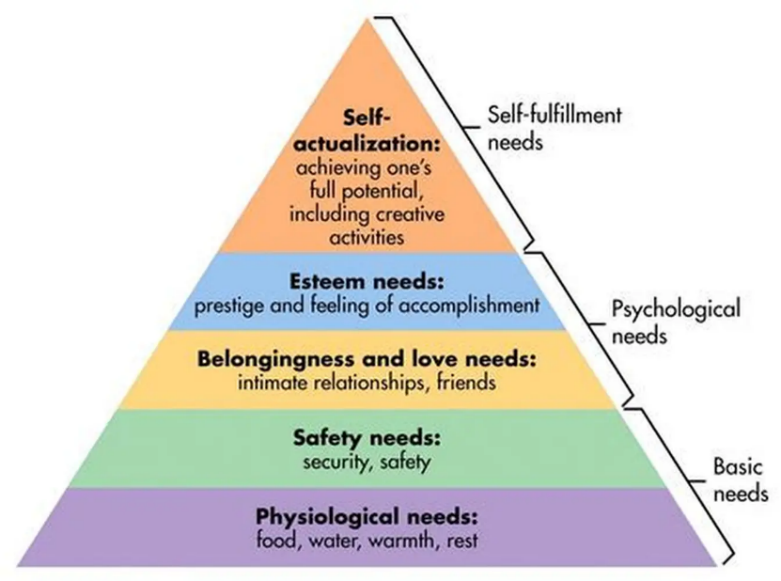 Self-
actualization:
achieving one's
full potential,
including creative
activities
Self-fulfillment
needs
Esteem needs:
prestige and feeling of accomplishment
Psychological
needs
Belongingness and love needs:
intimate relationships, friends
Safety needs:
security, safety
Basic
needs
Physiological needs:
food, water, warmth, rest